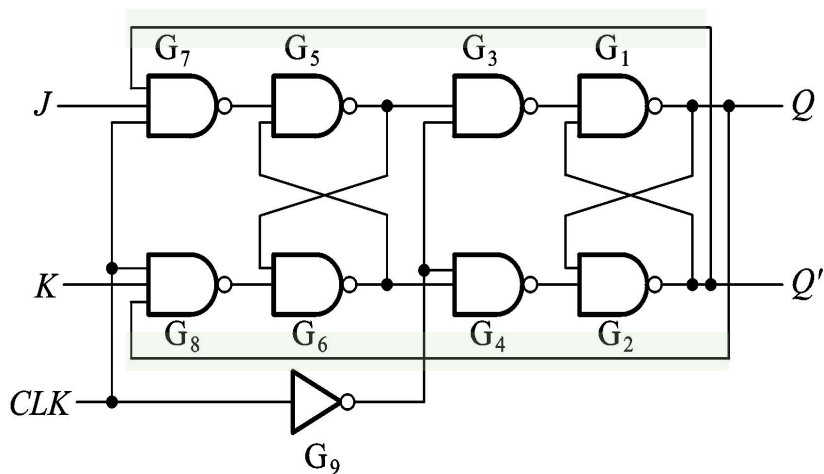 G₇ G₅ G₃ G₁
J Q
K Q′
G₈ G₆ G₄ G₂
CLK
G₉